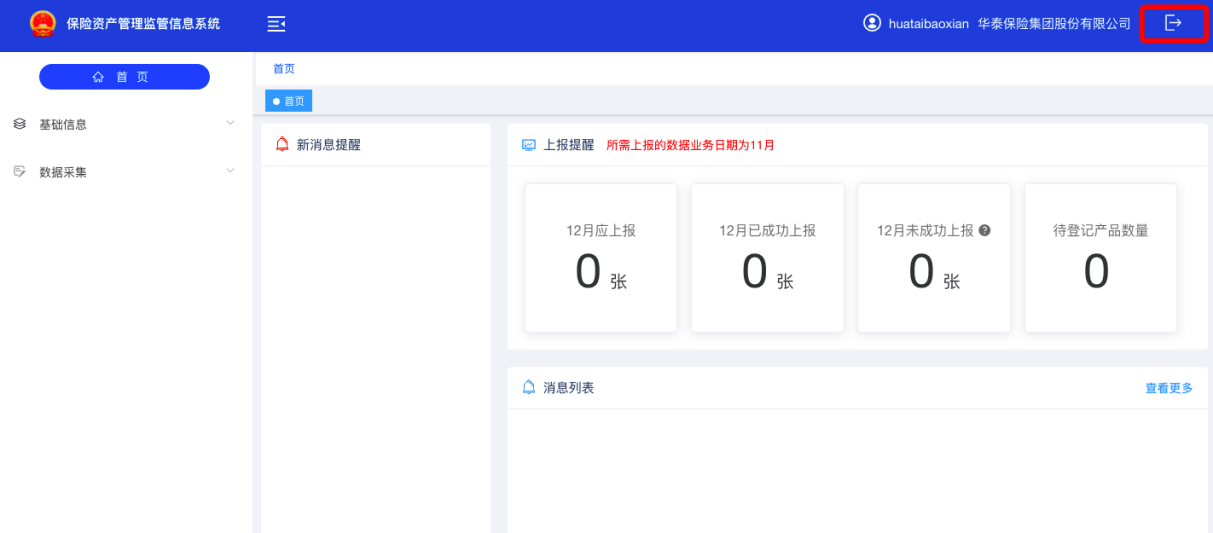 保险资产管理监管信息系统
huataibaoxian 华泰保险集团股份有限公司
首页
基础信息
数据采集
首页
首页
新消息提醒
上报提醒 所需上报的数据业务日期为11月
12月应上报
0 张
12月已成功上报
0 张
12月未成功上报 ?
0 张
待登记产品数量
0
消息列表
查看更多